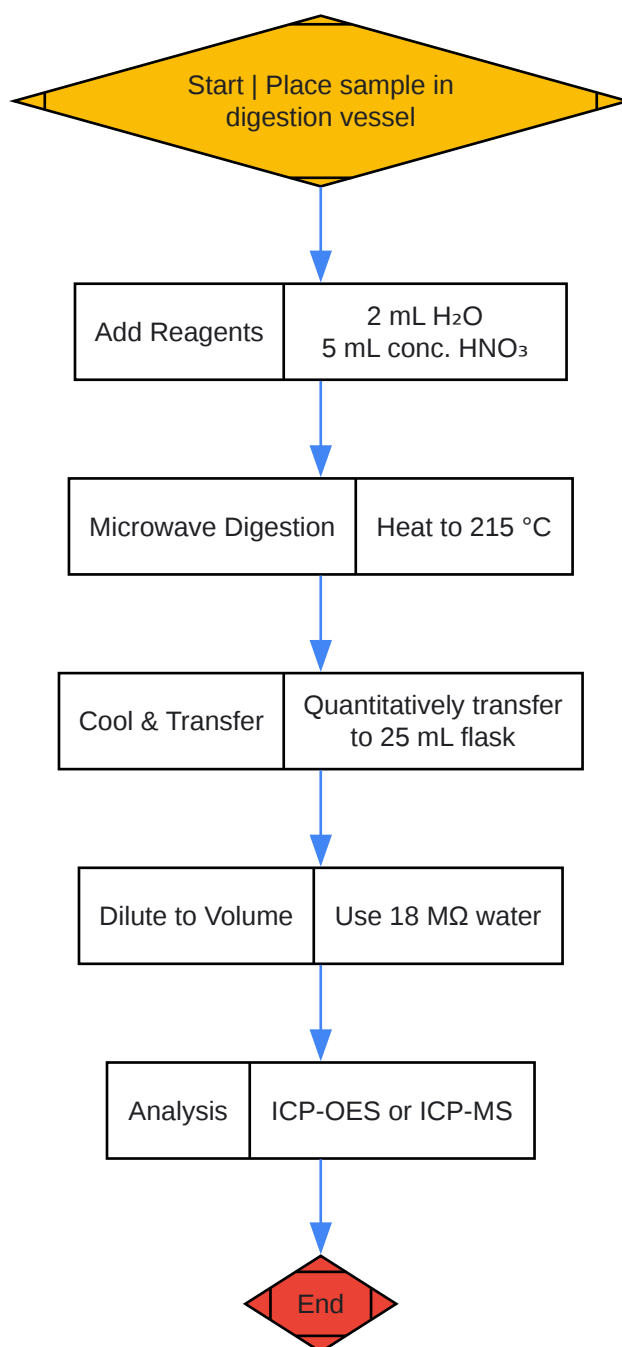 Start | Place sample in
digestion vessel
Add Reagents
2 mL H₂O
5 mL conc. HNO₃
Microwave Digestion
Heat to 215 °C
Cool & Transfer
Quantitatively transfer
to 25 mL flask
Dilute to Volume
Use 18 MΩ water
Analysis
ICP-OES or ICP-MS
End